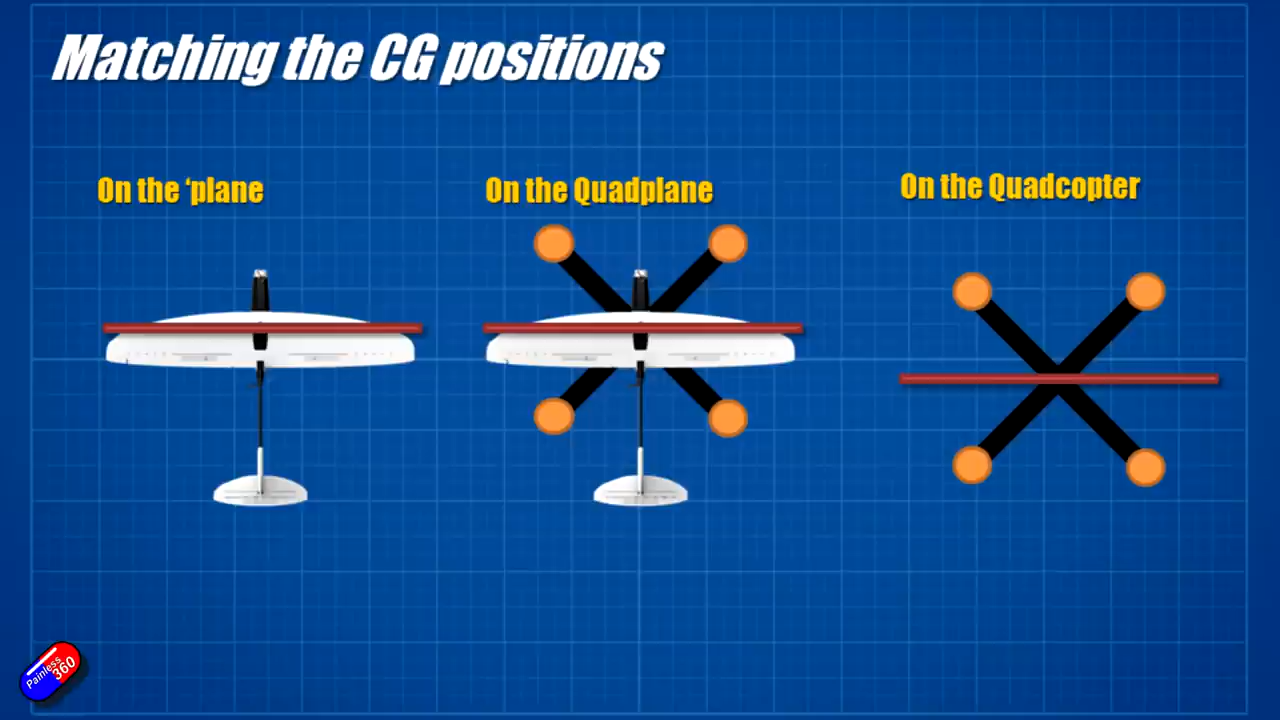 Matching the CG positions
On the ‘plane
On the Quadplane
On the Quadcopter
Painless
360